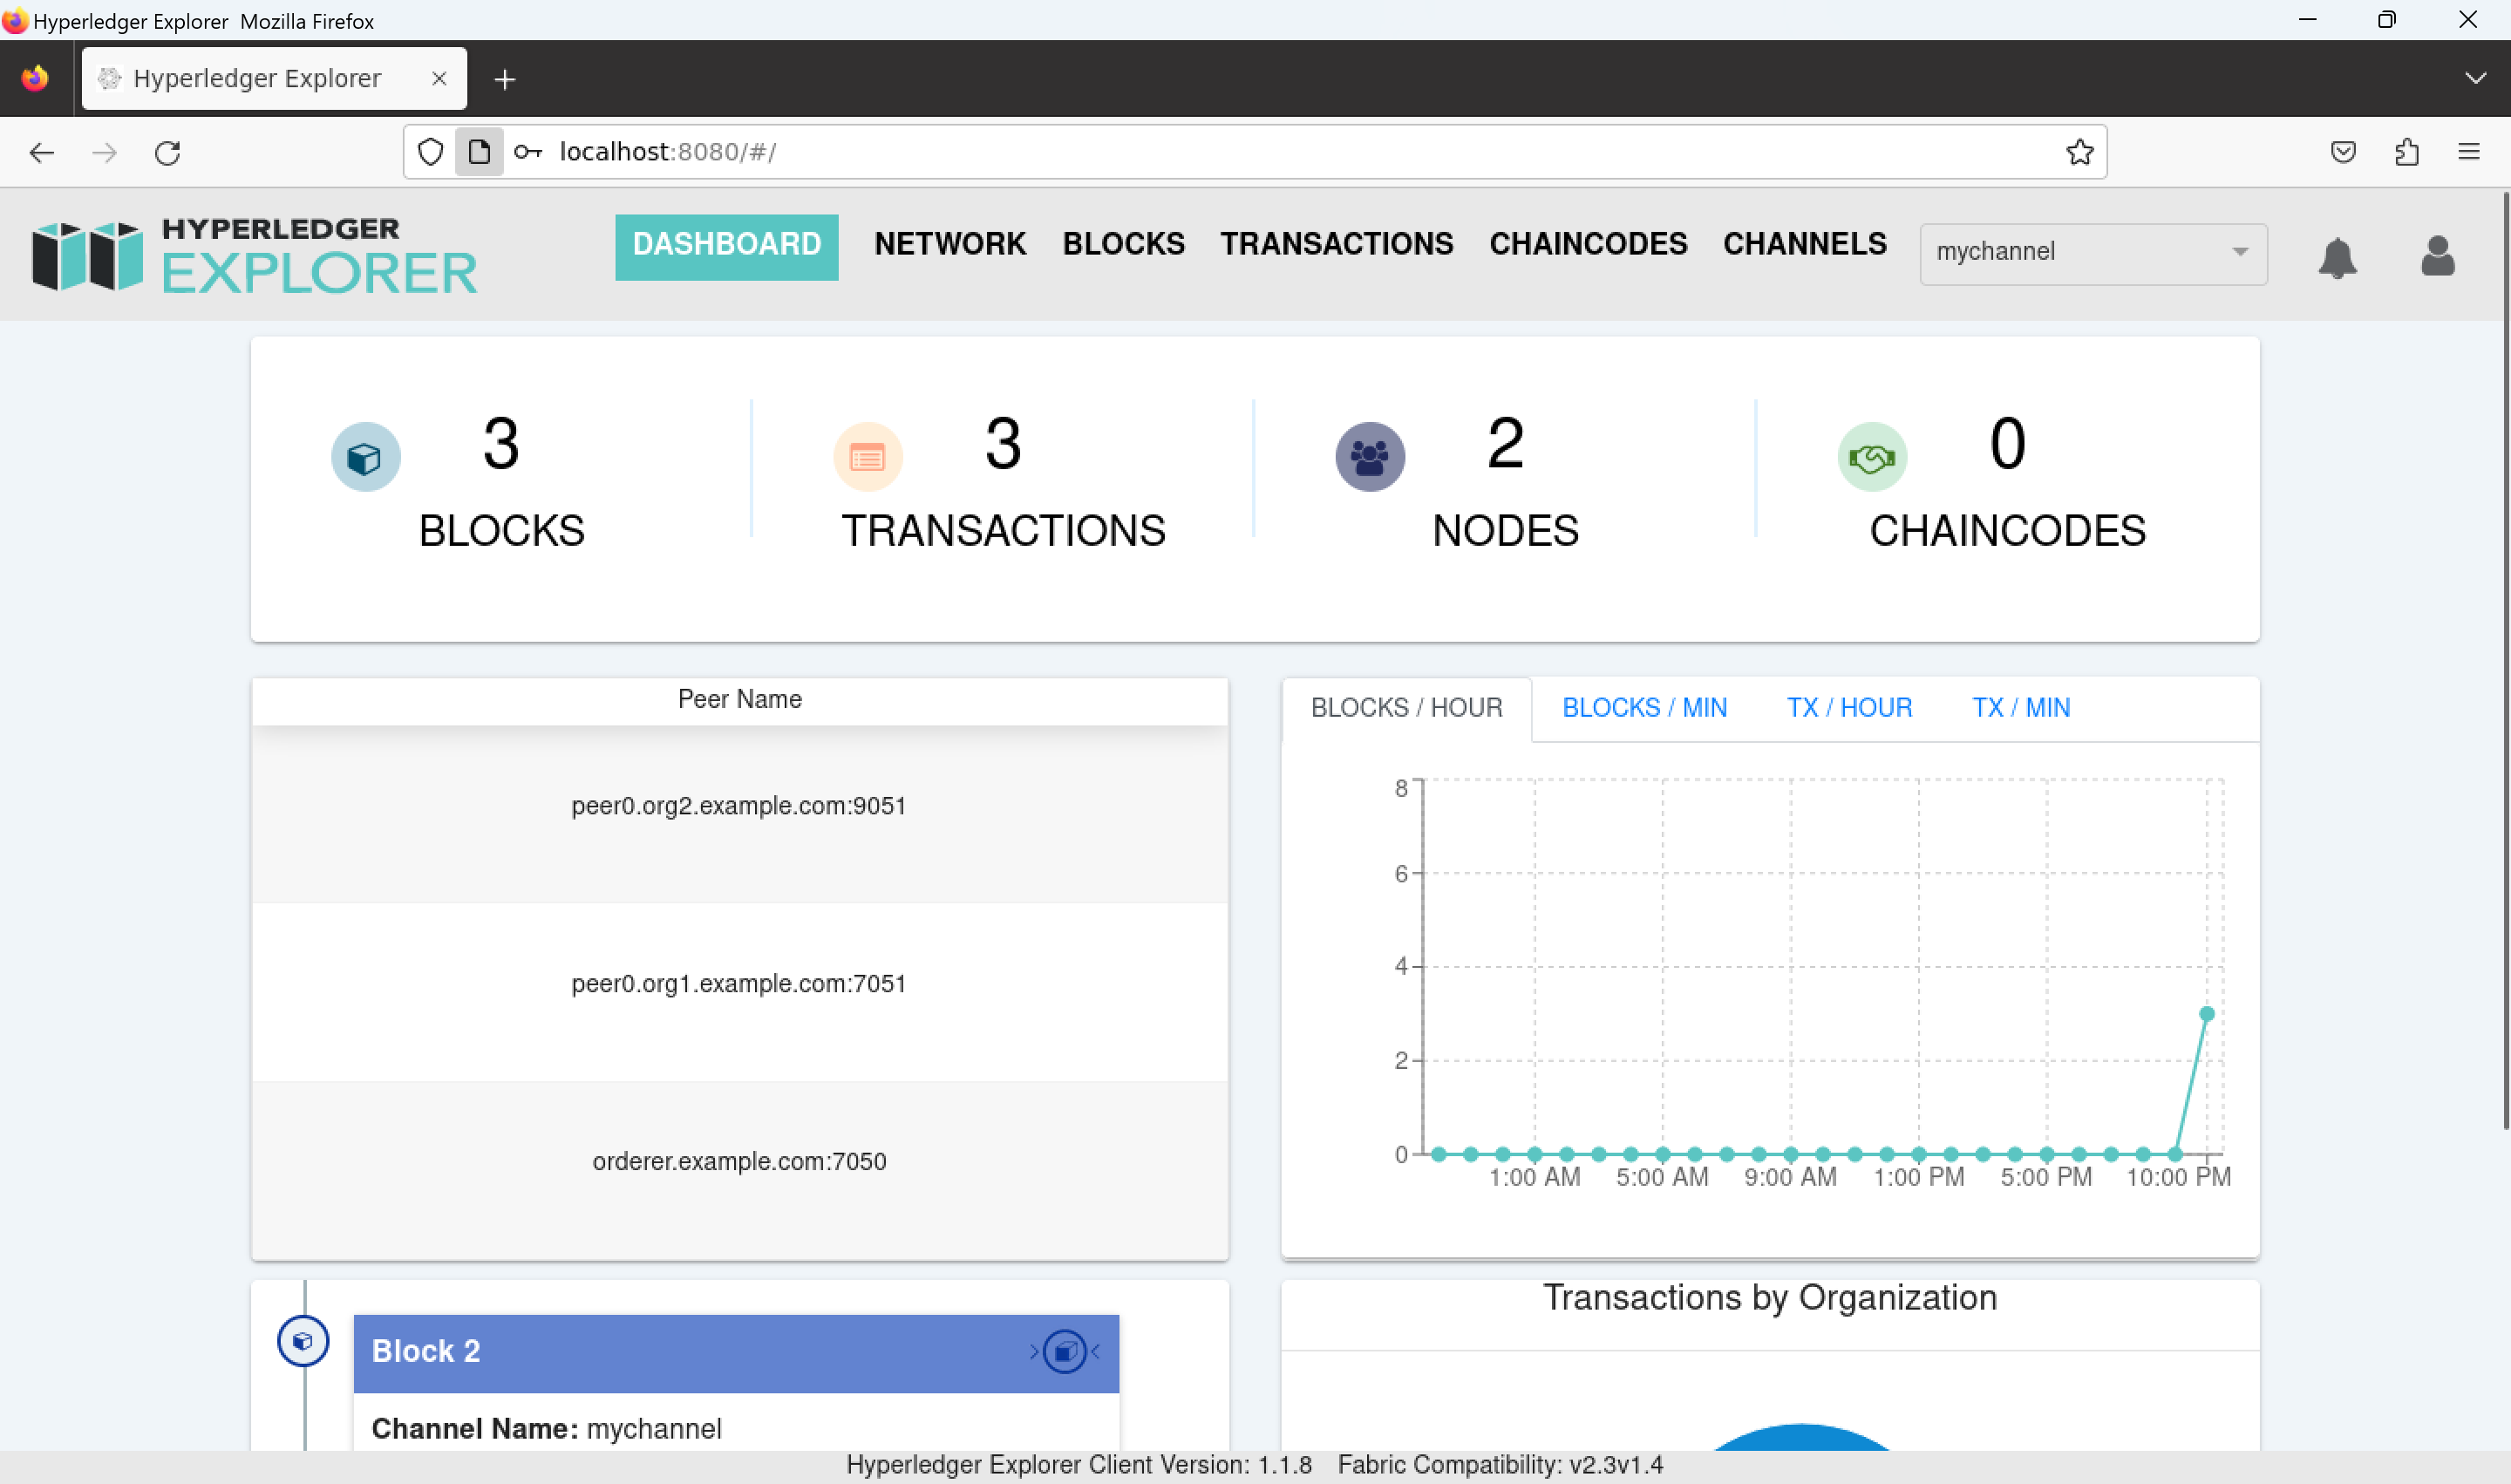 Hyperledger Explorer  Mozilla Firefox
Hyperledger Explorer
localhost:8080/#/
HYPERLEDGER
EXPLORER
DASHBOARD
NETWORK
BLOCKS
TRANSACTIONS
CHAINCODES
CHANNELS
mychannel
3
BLOCKS
3
TRANSACTIONS
2
NODES
0
CHAINCODES
Peer Name
peer0.org2.example.com:9051
peer0.org1.example.com:7051
orderer.example.com:7050
BLOCKS / HOUR
BLOCKS / MIN
TX / HOUR
TX / MIN
8
6
4
2
0
1:00 AM
5:00 AM
9:00 AM
1:00 PM
5:00 PM
10:00 PM
Block 2
Channel Name: mychannel
Transactions by Organization
Hyperledger Explorer Client Version: 1.1.8    Fabric Compatibility: v2.3v1.4